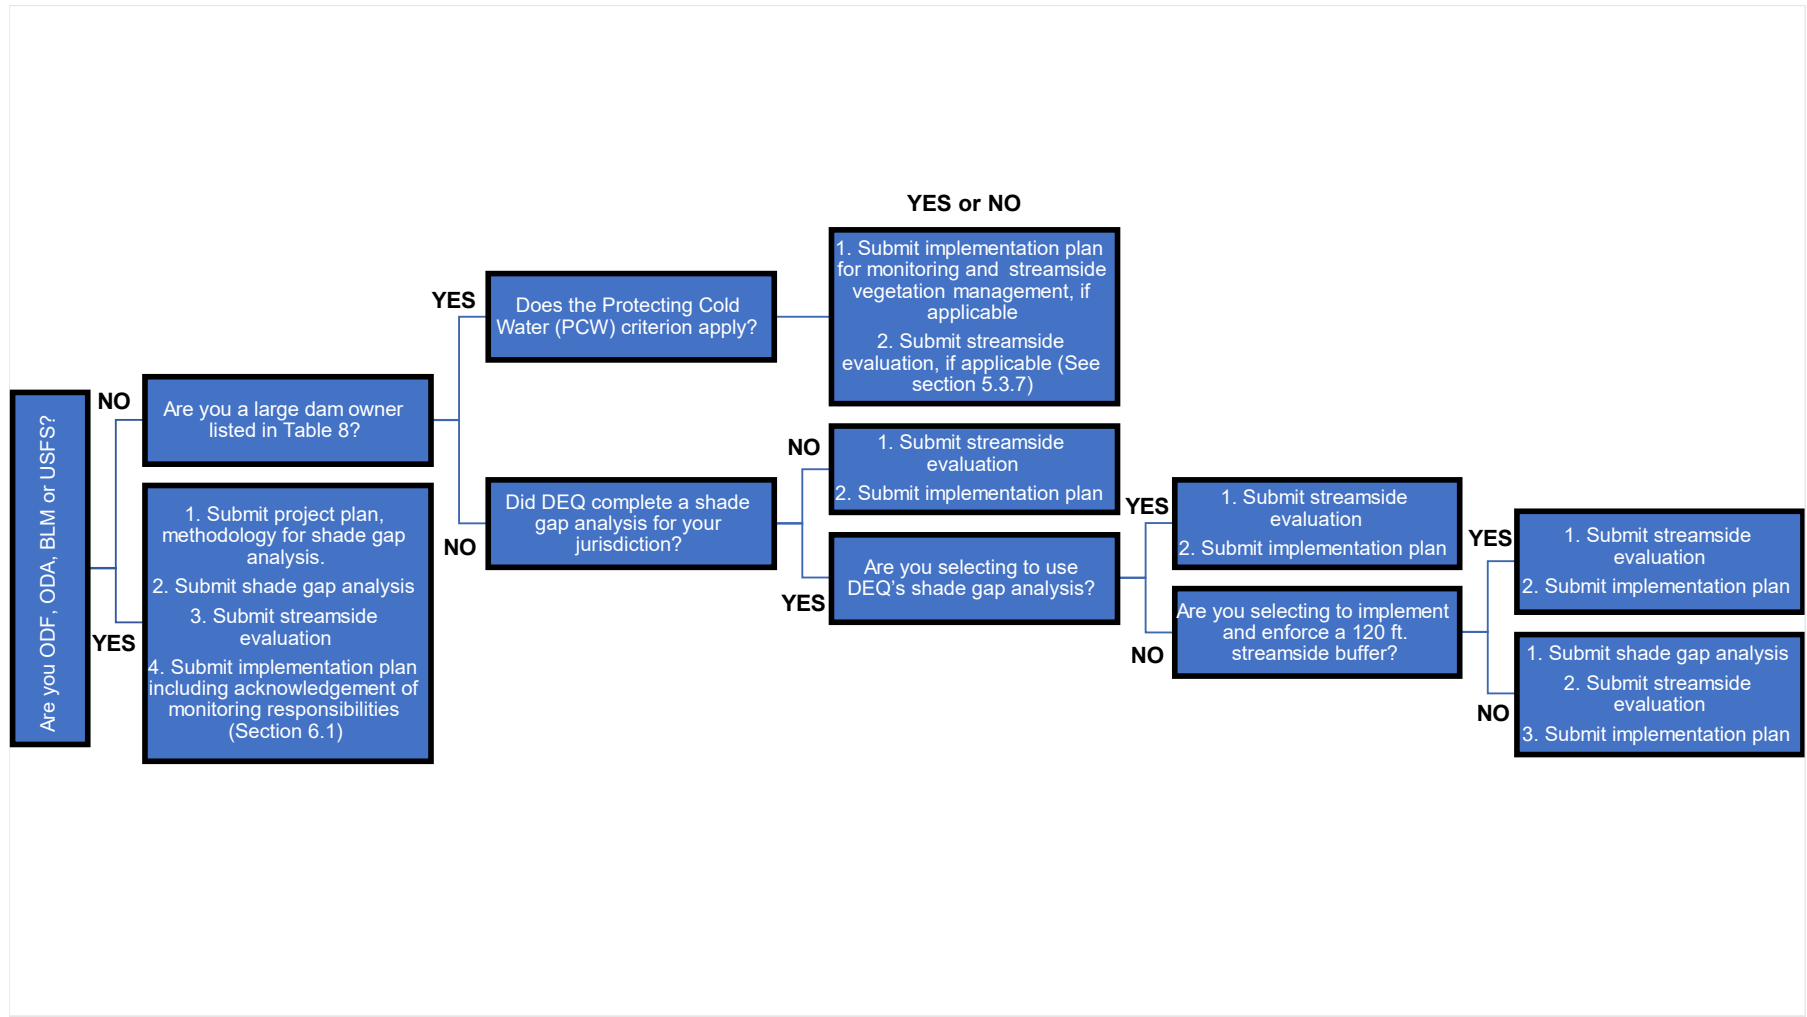 Are you ODF, ODA, BLM or USFS?
NO
Are you a large dam owner
listed in Table 8?
YES
1. Submit project plan,
methodology for shade gap
analysis.
2. Submit shade gap analysis
3. Submit streamside
evaluation
4. Submit implementation plan
including acknowledgement of
monitoring responsibilities
(Section 6.1)
YES
Does the Protecting Cold
Water (PCW) criterion apply?
YES or NO
1. Submit implementation plan
for monitoring and streamside
vegetation management, if
applicable
2. Submit streamside
evaluation, if applicable (See
section 5.3.7)
NO
Did DEQ complete a shade
gap analysis for your
jurisdiction?
NO
1. Submit streamside
evaluation
2. Submit implementation plan
YES
Are you selecting to use
DEQ’s shade gap analysis?
YES
1. Submit streamside
evaluation
2. Submit implementation plan
NO
Are you selecting to implement
and enforce a 120 ft.
streamside buffer?
YES
1. Submit streamside
evaluation
2. Submit implementation plan
NO
1. Submit shade gap analysis
2. Submit streamside
evaluation
3. Submit implementation plan